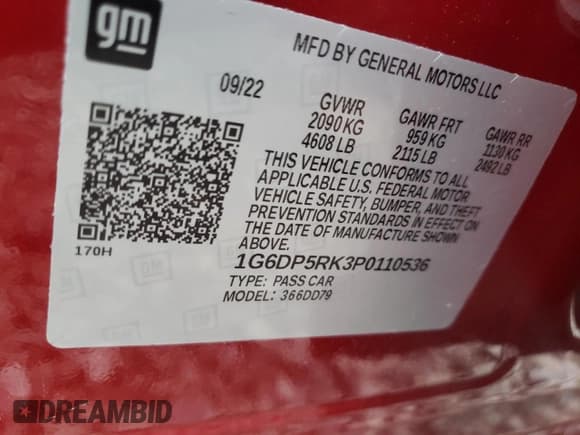 gm
MFD BY GENERAL MOTORS LLC
09/22
GVWR GAWR FRT GAWR RR
2090 KG 959 KG 1130 KG
4608 LB 2115 LB 2492 LB
THIS VEHICLE CONFORMS TO ALL
APPLICABLE U.S. FEDERAL MOTOR
VEHICLE SAFETY, BUMPER, AND THEFT
PREVENTION STANDARDS IN EFFECT ON
THE DATE OF MANUFACTURE SHOWN
ABOVE.
170H
1G6DP5RK3P0110536
TYPE: PASS CAR
MODEL: 366DD79
DREAMBID